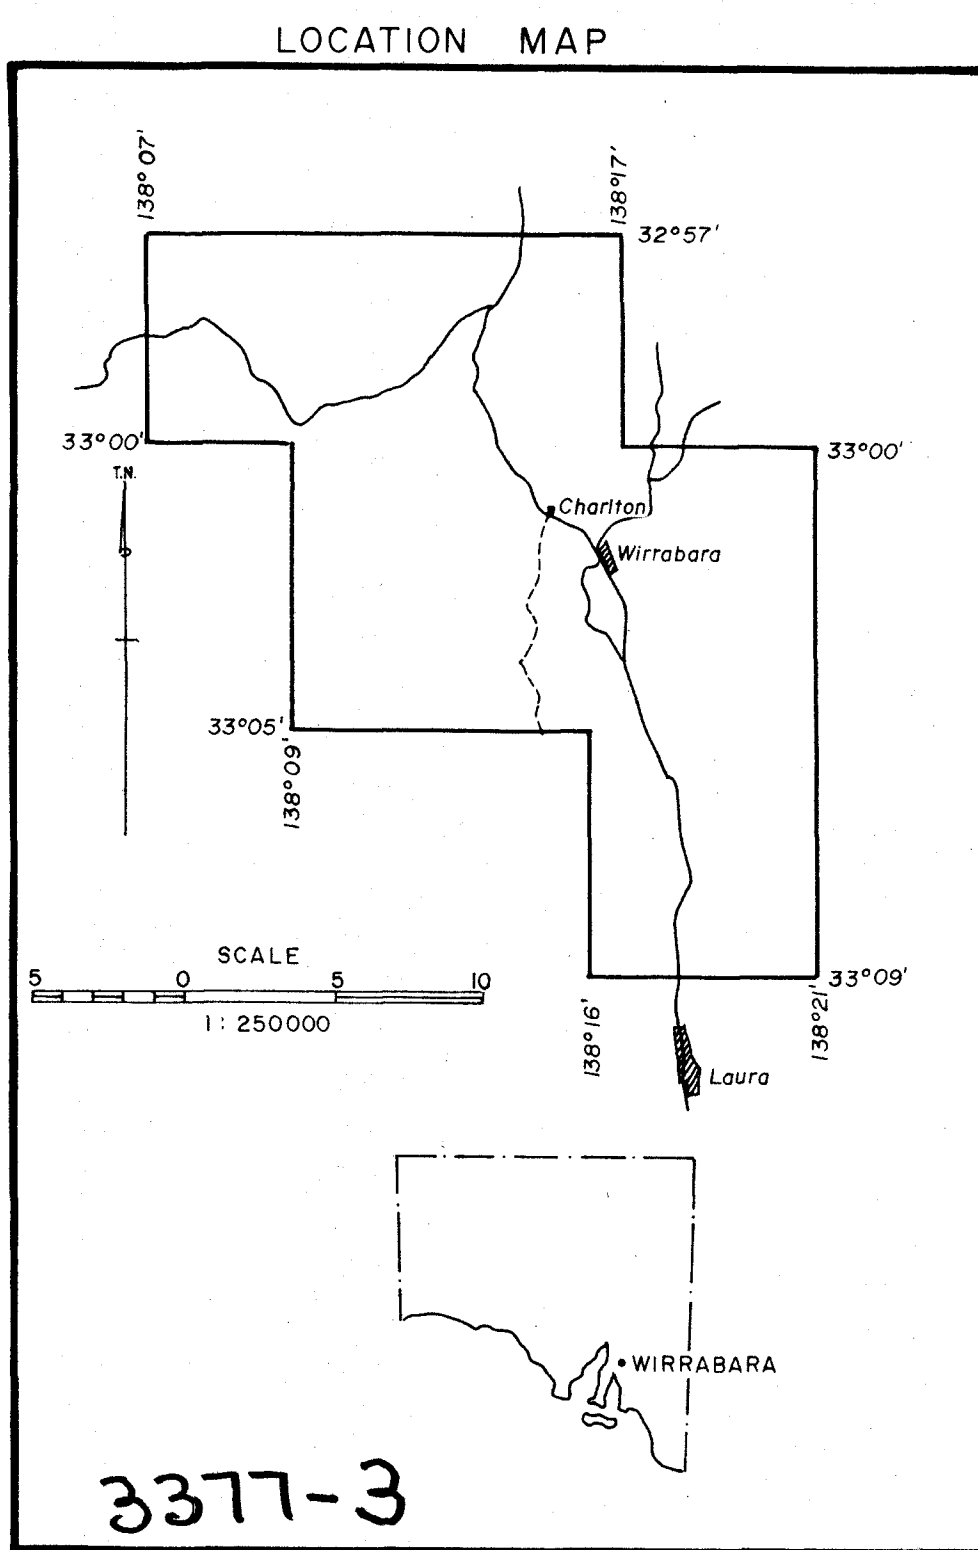 LOCATION MAP
138°07'
138°17'
32°57'
33°00'
33°00'
T.N.
Charlton
Wirrabara
33°05'
138°09'
SCALE
5 0 5 10
1:250000
33°09'
138°16'
138°21'
Laura
WIRRABARA
3377-3